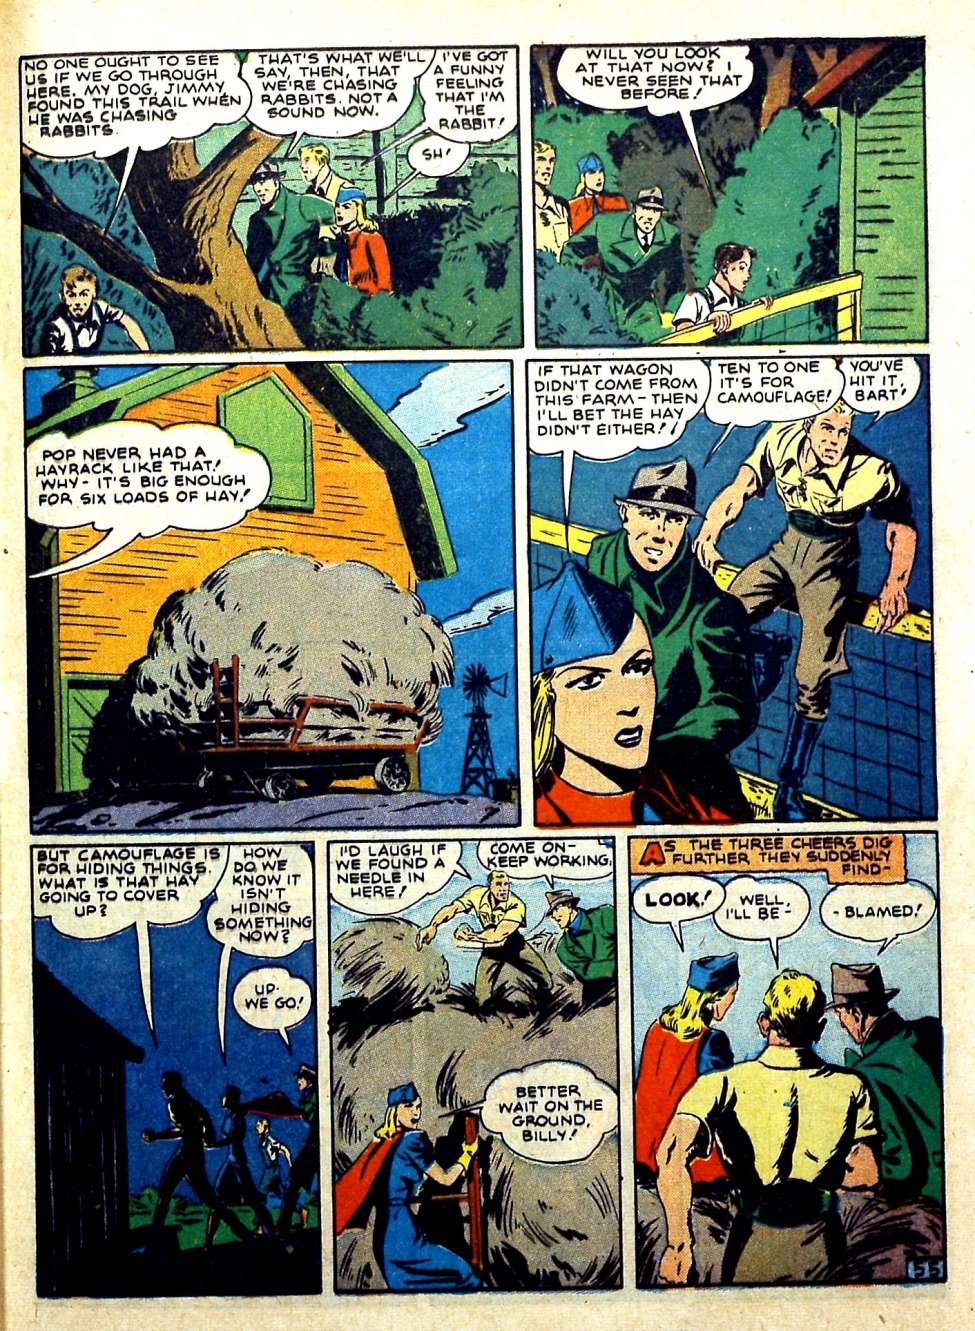 NO ONE OUGHT TO SEE
US IF WE GO THROUGH
HERE. MY DOG, JIMMY,
FOUND THIS TRAIL WHEN
HE WAS CHASING
RABBITS.
THAT'S WHAT WE'LL
SAY, THEN, THAT
WE'RE CHASING
RABBITS. NOT A
SOUND NOW.
I'VE GOT
A FUNNY
FEELING
THAT I'M
THE
RABBIT!
SH!
WILL YOU LOOK
AT THAT NOW? I
NEVER SEEN THAT
BEFORE!
POP NEVER HAD A
HAYRACK LIKE THAT!
WHY - IT'S BIG ENOUGH
FOR SIX LOADS OF HAY!
IF THAT WAGON
DIDN'T COME FROM
THIS FARM - THEN
I'LL BET THE HAY
DIDN'T EITHER!
TEN TO ONE
IT'S FOR
CAMOUFLAGE!
YOU'VE
HIT IT,
BART!
BUT CAMOUFLAGE IS
FOR HIDING THINGS.
WHAT IS THAT HAY
GOING TO COVER
UP?
HOW
DO WE
KNOW IT
ISN'T
HIDING
SOMETHING
NOW?
UP
WE GO!
I'D LAUGH IF
WE FOUND A
NEEDLE IN
HERE!
COME ON-
KEEP WORKING.
BETTER
WAIT ON THE
GROUND,
BILLY!
AS THE THREE CHEERS DIG
FURTHER THEY SUDDENLY
FIND-
LOOK!
WELL,
I'LL BE -
- BLAMED!
55